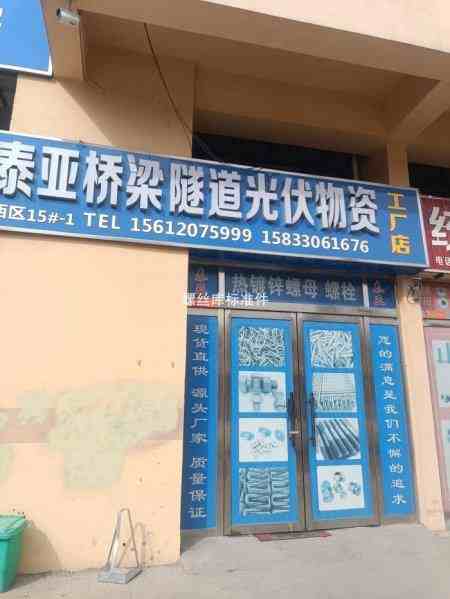 泰亚桥梁隧道光伏物资
工厂店
西区15#-1 TEL 15612075999 15833061676
热镀锌螺母 螺栓
螺丝库标准件
现货直供 源头厂家 质量保证
您的满意是我们不懈的追求
电话